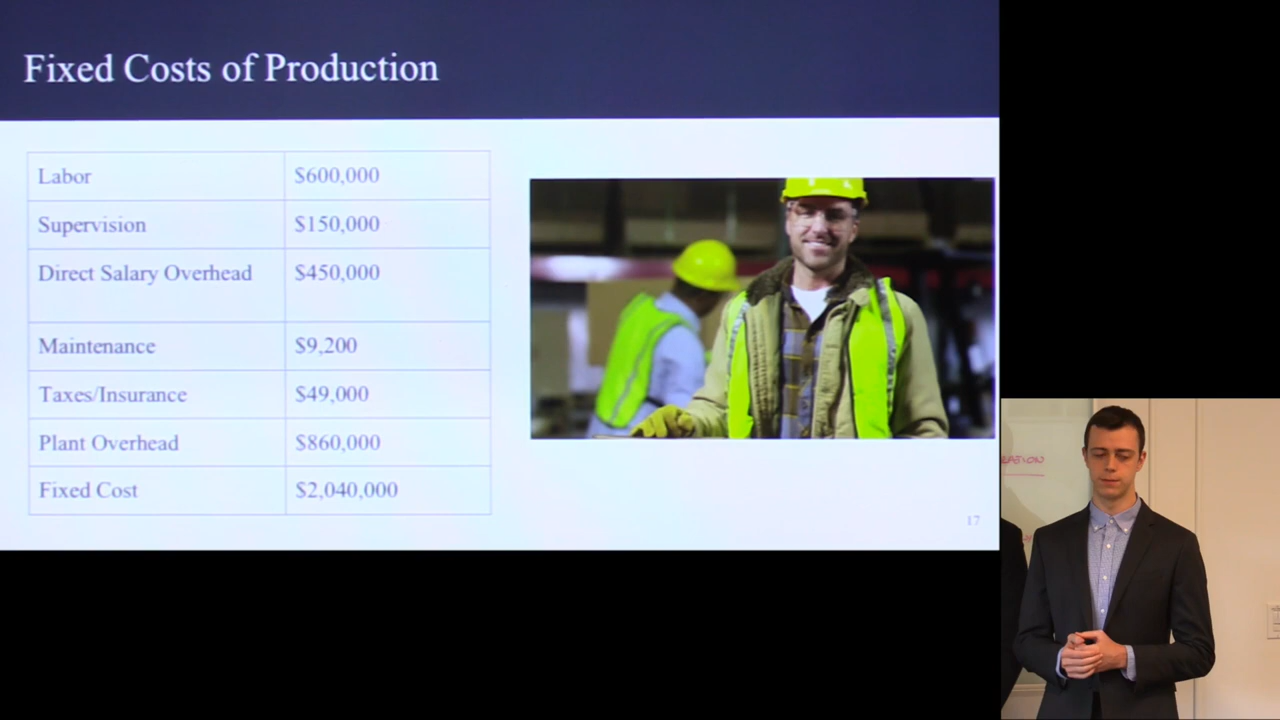 Fixed Costs of Production
Labor $600,000
Supervision $150,000
Direct Salary Overhead $450,000
Maintenance $9,200
Taxes/Insurance $49,000
Plant Overhead $860,000
Fixed Cost $2,040,000
17